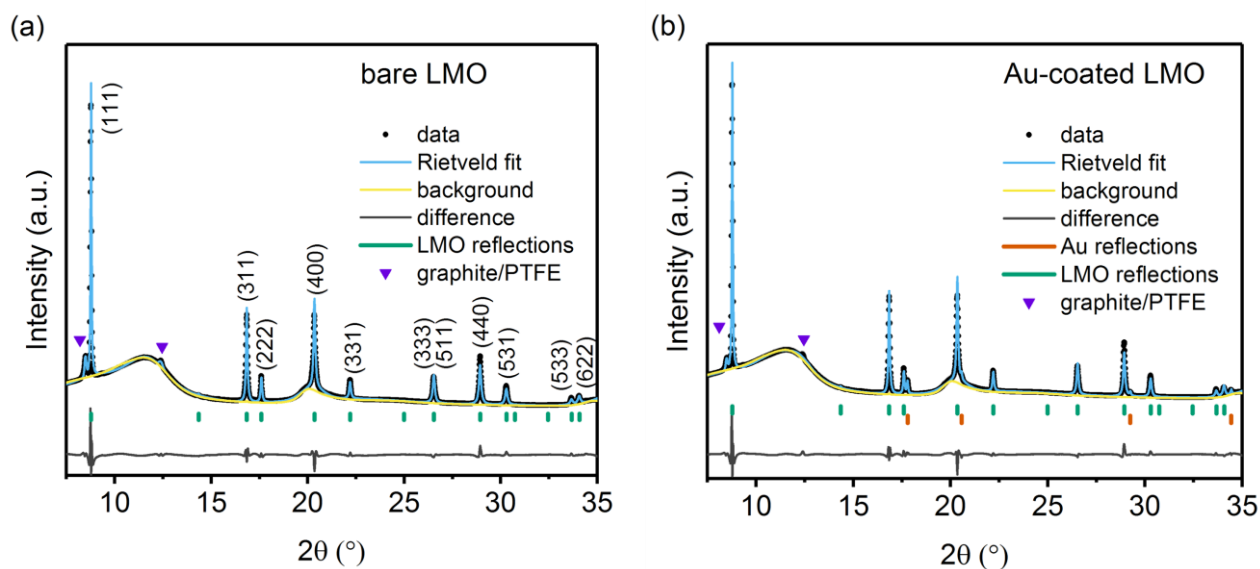 (a)
bare LMO
data
Rietveld fit
background
difference
LMO reflections
graphite/PTFE
(111)
(311)
(222)
(400)
(331)
(333)
(511)
(440)
(531)
(533)
(622)
Intensity (a.u.)
10 15 20 25 30 35
2θ (°)
(b)
Au-coated LMO
data
Rietveld fit
background
difference
Au reflections
LMO reflections
graphite/PTFE
Intensity (a.u.)
10 15 20 25 30 35
2θ (°)